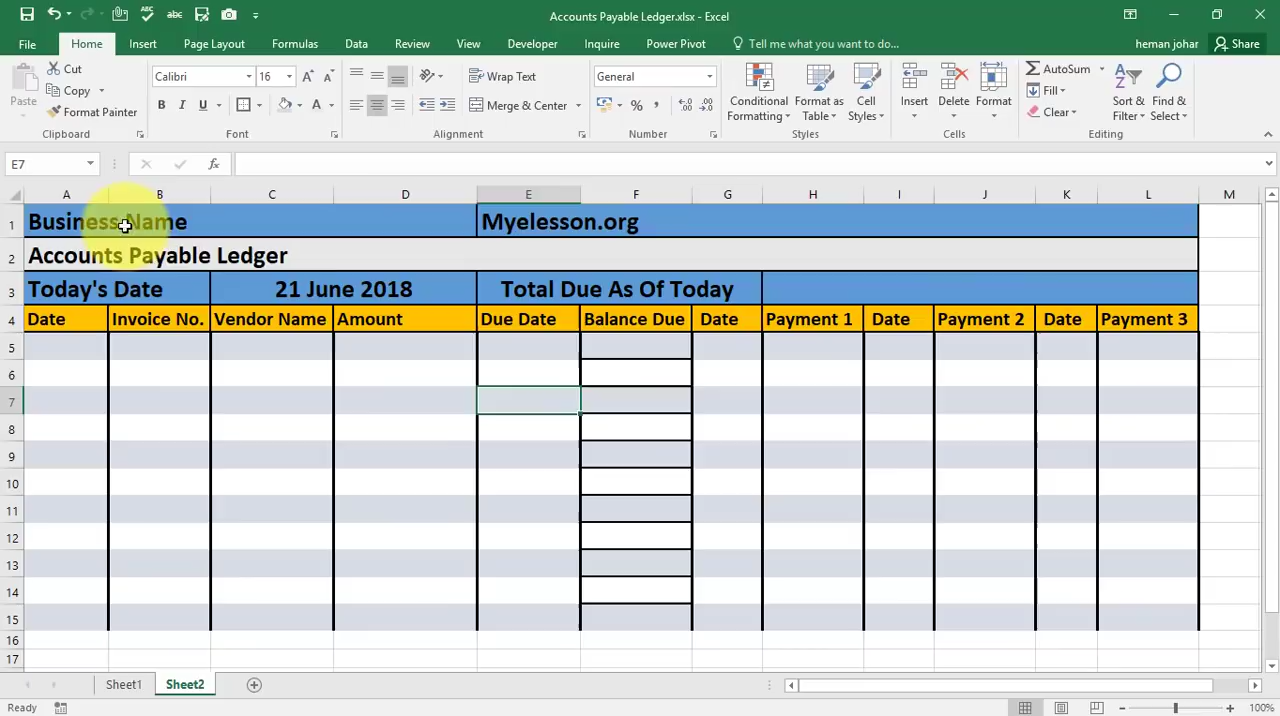 Accounts Payable Ledger.xlsx - Excel
File Home Insert Page Layout Formulas Data Review View Developer Inquire Power Pivot Tell me what you want to do... heman johar Share
Cut
Copy
Format Painter
Paste
Clipboard
Calibri 16
B I U
Font
Wrap Text
Merge & Center
Alignment
General
Number
Conditional Formatting
Format as Table
Cell Styles
Styles
Insert Delete Format
Cells
AutoSum
Fill
Clear
Sort & Filter
Find & Select
Editing
E7 fx
A B C D E F G H I J K L M
1 Business Name Myelesson.org
2 Accounts Payable Ledger
3 Today's Date 21 June 2018 Total Due As Of Today
4 Date Invoice No. Vendor Name Amount Due Date Balance Due Date Payment 1 Date Payment 2 Date Payment 3
5
6
7
8
9
10
11
12
13
14
15
16
17
Sheet1 Sheet2
Ready 100%